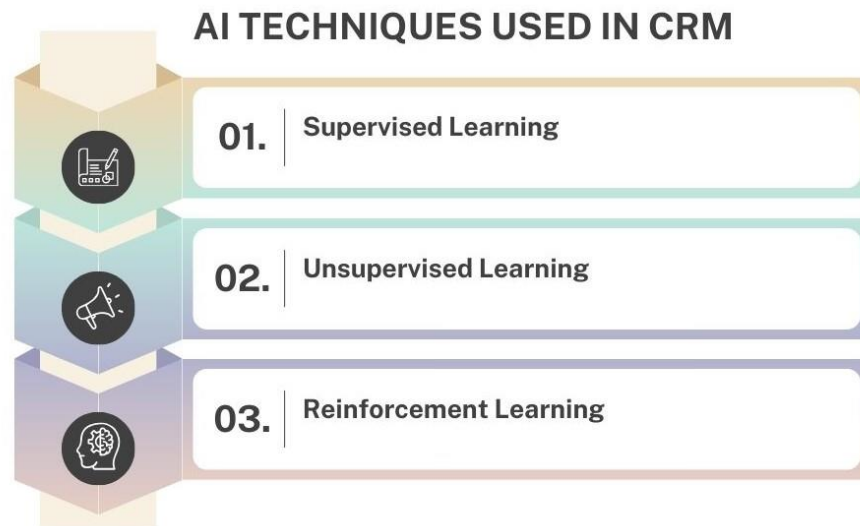 AI TECHNIQUES USED IN CRM
01. Supervised Learning
02. Unsupervised Learning
03. Reinforcement Learning